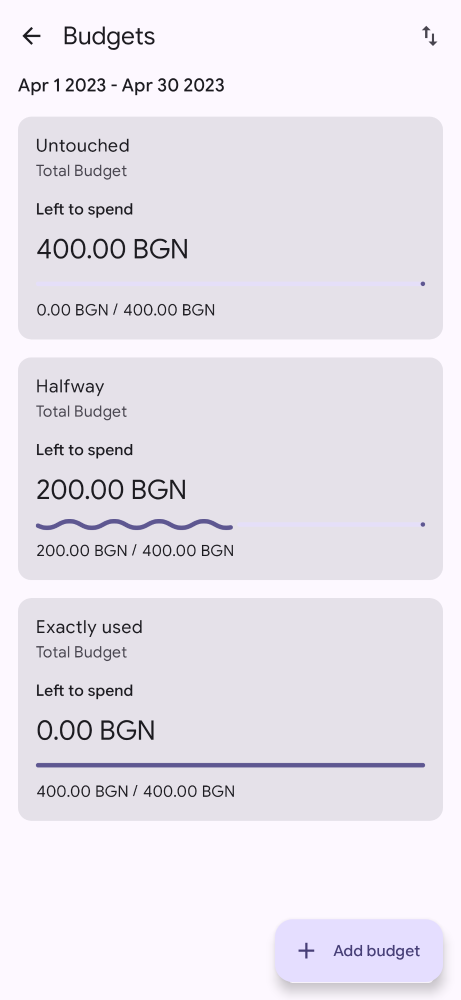 Budgets
Apr 1 2023 - Apr 30 2023
Untouched
Total Budget
Left to spend
400.00 BGN
0.00 BGN / 400.00 BGN
Halfway
Total Budget
Left to spend
200.00 BGN
200.00 BGN / 400.00 BGN
Exactly used
Total Budget
Left to spend
0.00 BGN
400.00 BGN / 400.00 BGN
Add budget